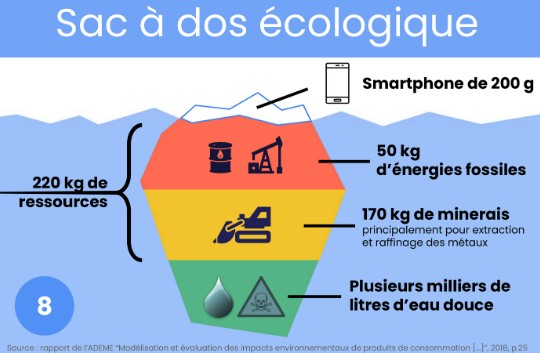 Sac à dos écologique
Smartphone de 200 g
50 kg
d'énergies fossiles
220 kg de
ressources
170 kg de minerais
principalement pour extraction
et raffinage des métaux
Plusieurs milliers de
litres d'eau douce
8
Source : rapport de l'ADEME "Modélisation et évaluation des impacts environnementaux de produits de consommation [...]", 2018, p.25